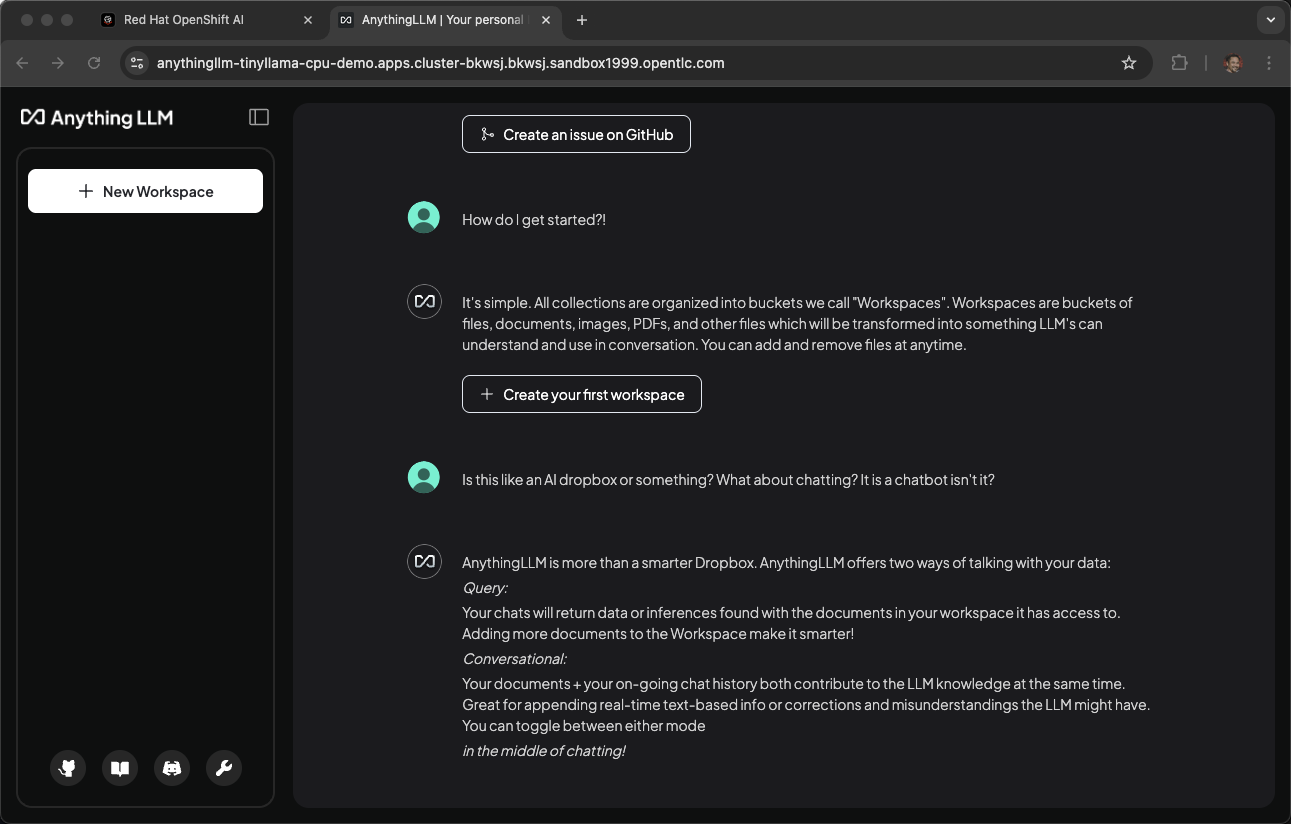 Red Hat OpenShift AI
AnythingLLM | Your personal
anythingllm-tinyllama-cpu-demo.apps.cluster-bkwsj.bkwsj.sandbox1999.opentlc.com
Anything LLM
New Workspace
Create an issue on GitHub
How do I get started?!
It's simple. All collections are organized into buckets we call "Workspaces". Workspaces are buckets of
files, documents, images, PDFs, and other files which will be transformed into something LLM's can
understand and use in conversation. You can add and remove files at anytime.
Create your first workspace
Is this like an AI dropbox or something? What about chatting? It is a chatbot isn't it?
AnythingLLM is more than a smarter Dropbox. AnythingLLM offers two ways of talking with your data:
Query:
Your chats will return data or inferences found with the documents in your workspace it has access to.
Adding more documents to the Workspace make it smarter!
Conversational:
Your documents + your on-going chat history both contribute to the LLM knowledge at the same time.
Great for appending real-time text-based info or corrections and misunderstandings the LLM might have.
You can toggle between either mode
in the middle of chatting!